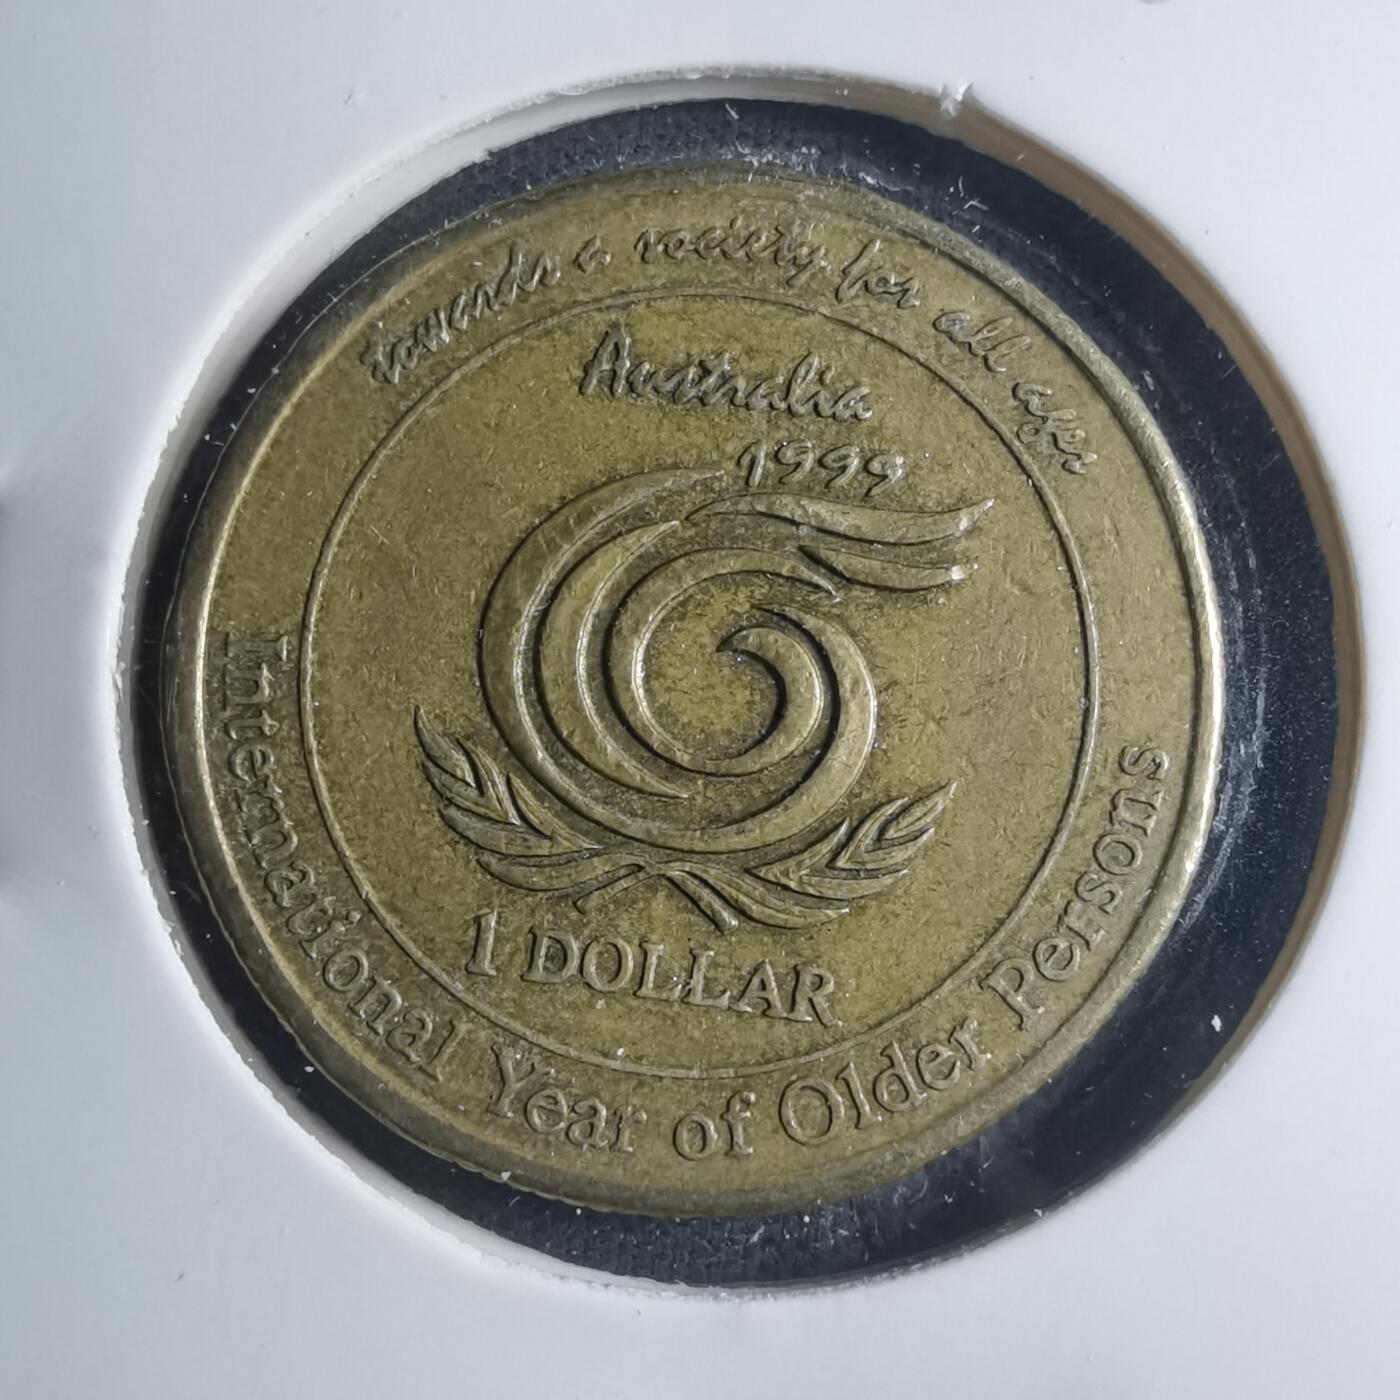 towards a society for all ages
Australia
1999
1 DOLLAR
International Year of Older Persons